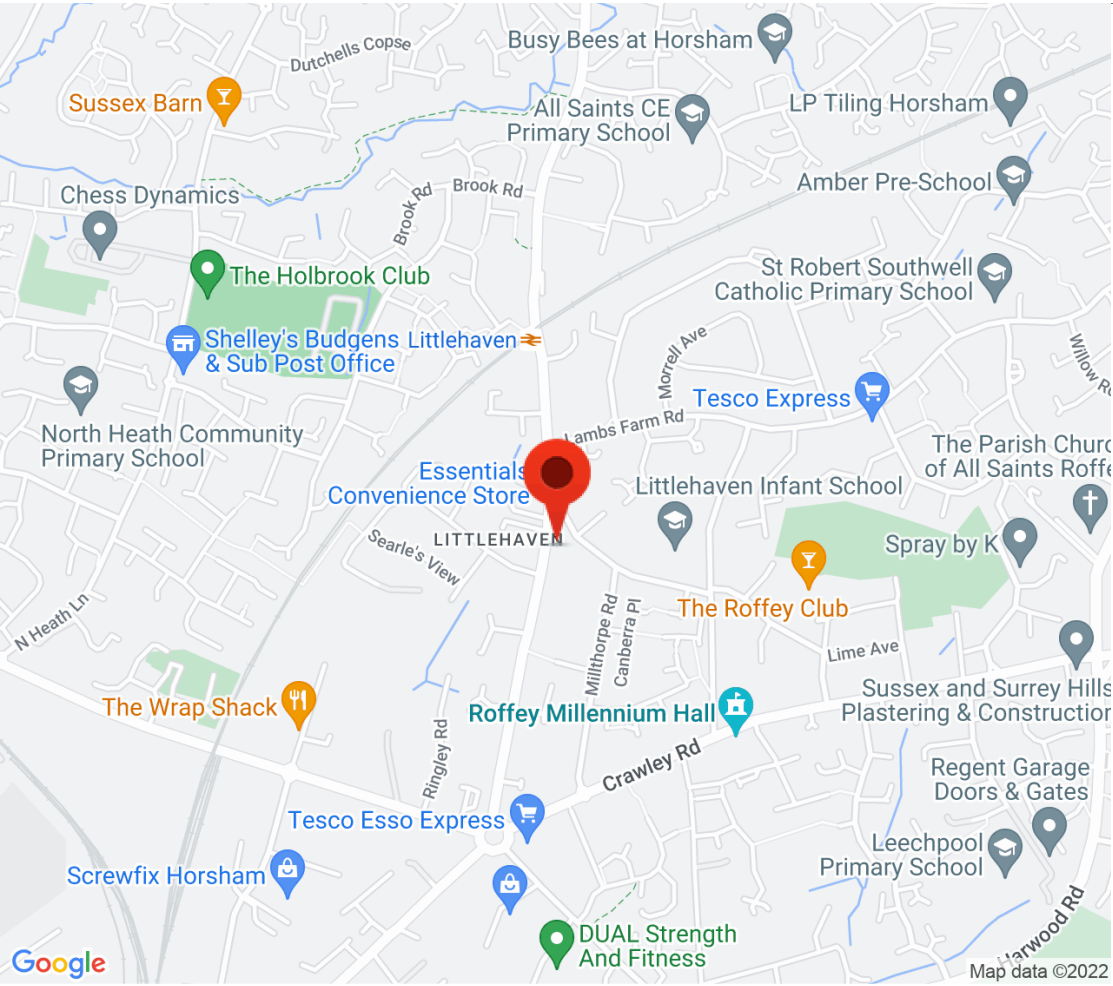 Busy Bees at Horsham
Dutchells Copse
Sussex Barn
All Saints CE
Primary School
LP Tiling Horsham
Chess Dynamics
Brook Rd
Brook Rd
Amber Pre-School
The Holbrook Club
St Robert Southwell
Catholic Primary School
Shelley's Budgens
& Sub Post Office
Littlehaven
Morrell Ave
Willow Ro
Tesco Express
North Heath Community
Primary School
Lambs Farm Rd
The Parish Churc
of All Saints Roffe
Essentials
Convenience Store
Littlehaven Infant School
LITTLEHAVEN
Searle's View
Spray by K
N Heath Ln
Millthorpe Rd
Canberra Pl
The Roffey Club
Lime Ave
The Wrap Shack
Roffey Millennium Hall
Sussex and Surrey Hills
Plastering & Construction
Ringley Rd
Crawley Rd
Regent Garage
Doors & Gates
Tesco Esso Express
Leechpool
Primary School
Screwfix Horsham
DUAL Strength
And Fitness
Harwood Rd
Google
Map data ©2022